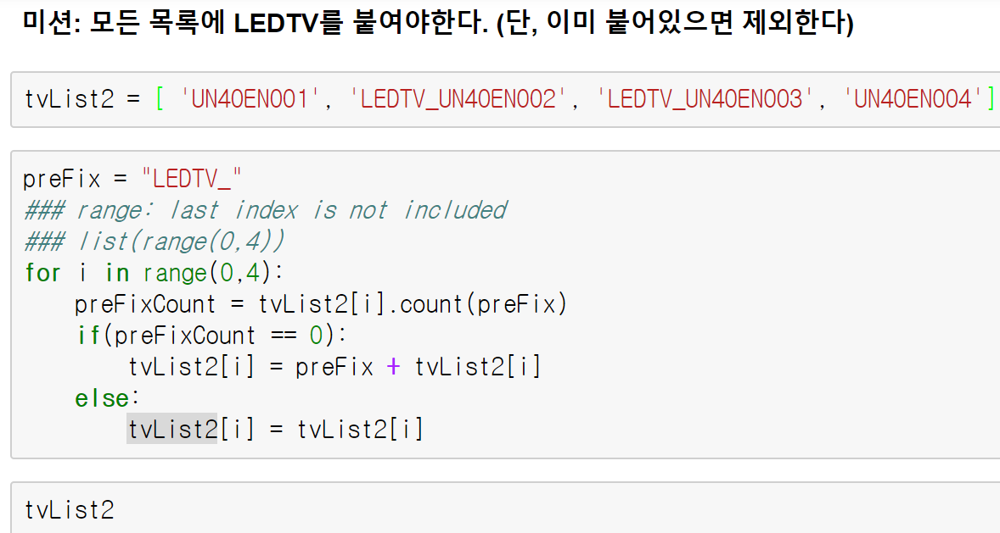 미션: 모든 목록에 LEDTV를 붙여야한다. (단, 이미 붙어있으면 제외한다)
tvList2 = [ 'UN40EN001', 'LEDTV_UN40EN002', 'LEDTV_UN40EN003', 'UN40EN004']
preFix = "LEDTV_"
### range: last index is not included
### list(range(0,4))
for i in range(0,4):
    preFixCount = tvList2[i].count(preFix)
    if(preFixCount == 0):
        tvList2[i] = preFix + tvList2[i]
    else:
        tvList2[i] = tvList2[i]
tvList2